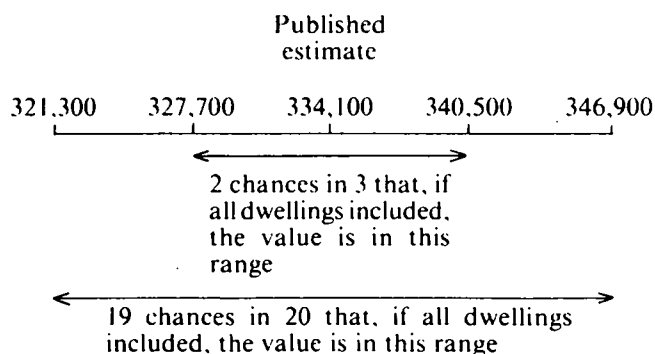 Published
estimate
321,300 327,700 334,100 340,500 346,900
2 chances in 3 that, if
all dwellings included,
the value is in this
range
19 chances in 20 that, if all dwellings
included, the value is in this range